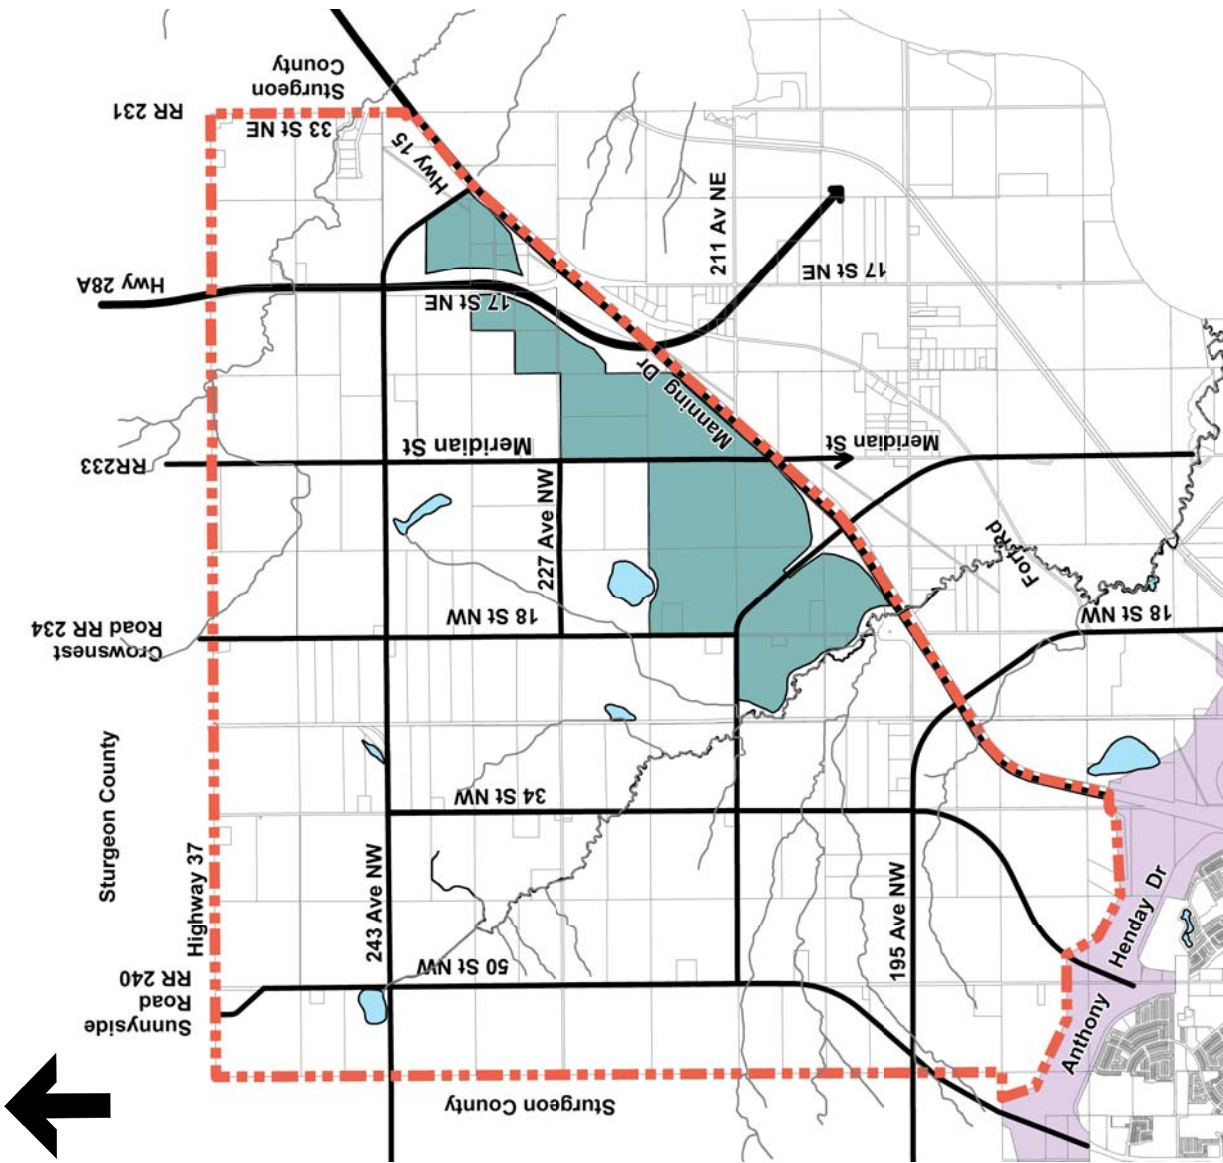 Sturgeon
County
RR 231
33 St NE
Hwy 15
211 Av NE
17 St NE
Hwy 28A
17 St NE
Manning Dr
Meridian St
Meridian St
RR233
227 Ave NW
Fort Rd
18 St NW
18 St NW
Crowsnest
Road RR 234
Sturgeon County
34 St NW
Highway 37
243 Ave NW
195 Ave NW
Henday Dr
Anthony
50 St NW
Sunnyside
Road
RR 240
Sturgeon County